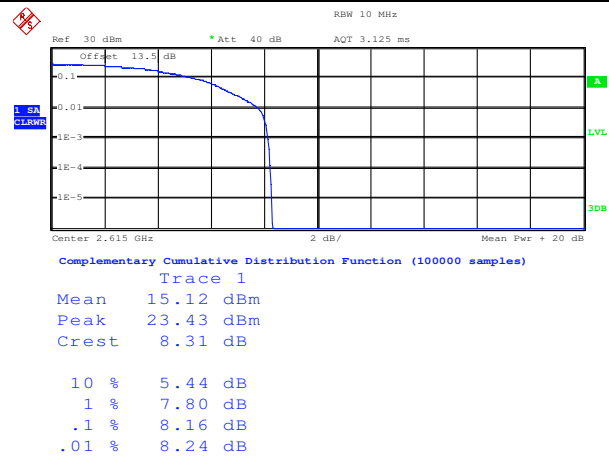 RBW 10 MHz
Ref 30 dBm * Att 40 dB AQT 3.125 ms
Offset 13.5 dB
0.1
A
1 SA
0.01
CLRWR
1E-3
LVL
1E-4
1E-5
3DB
Center 2.615 GHz 2 dB/ Mean Pwr + 20 dB
Complementary Cumulative Distribution Function (100000 samples)
Trace 1
Mean 15.12 dBm
Peak 23.43 dBm
Crest 8.31 dB
10 % 5.44 dB
1 % 7.80 dB
.1 % 8.16 dB
.01 % 8.24 dB